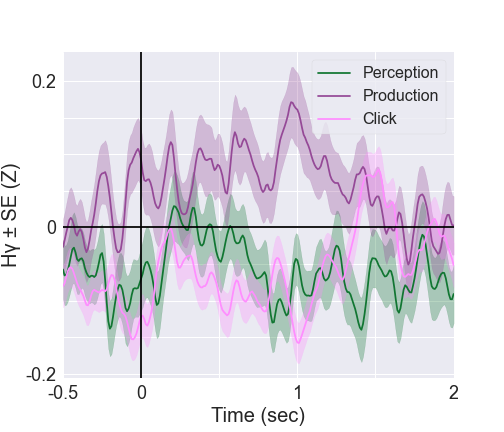 Perception
Production
Click
0.2
0
-0.2
Hγ ± SE (Z)
-0.5
0
1
2
Time (sec)